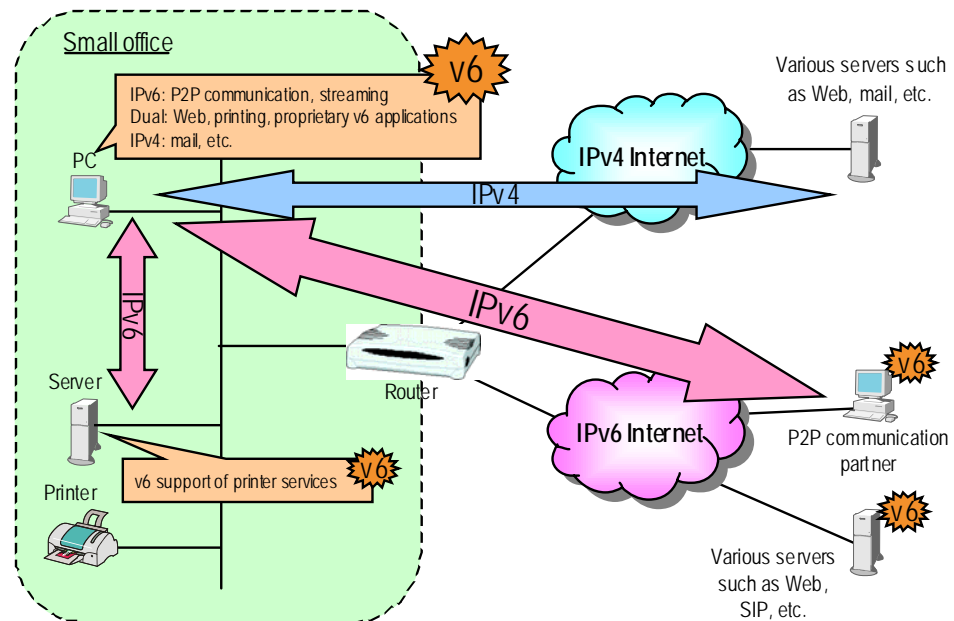 Small office
v6
IPv6: P2P communication, streaming
Dual: Web, printing, proprietary v6 applications
IPv4: mail, etc.
PC
Various servers such
as Web, mail, etc.
IPv4 Internet
IPv4
IPv6
IPv6
Router
Server
v6 support of printer services
v6
Printer
IPv6 Internet
v6
P2P communication
partner
v6
Various servers
such as Web,
SIP, etc.